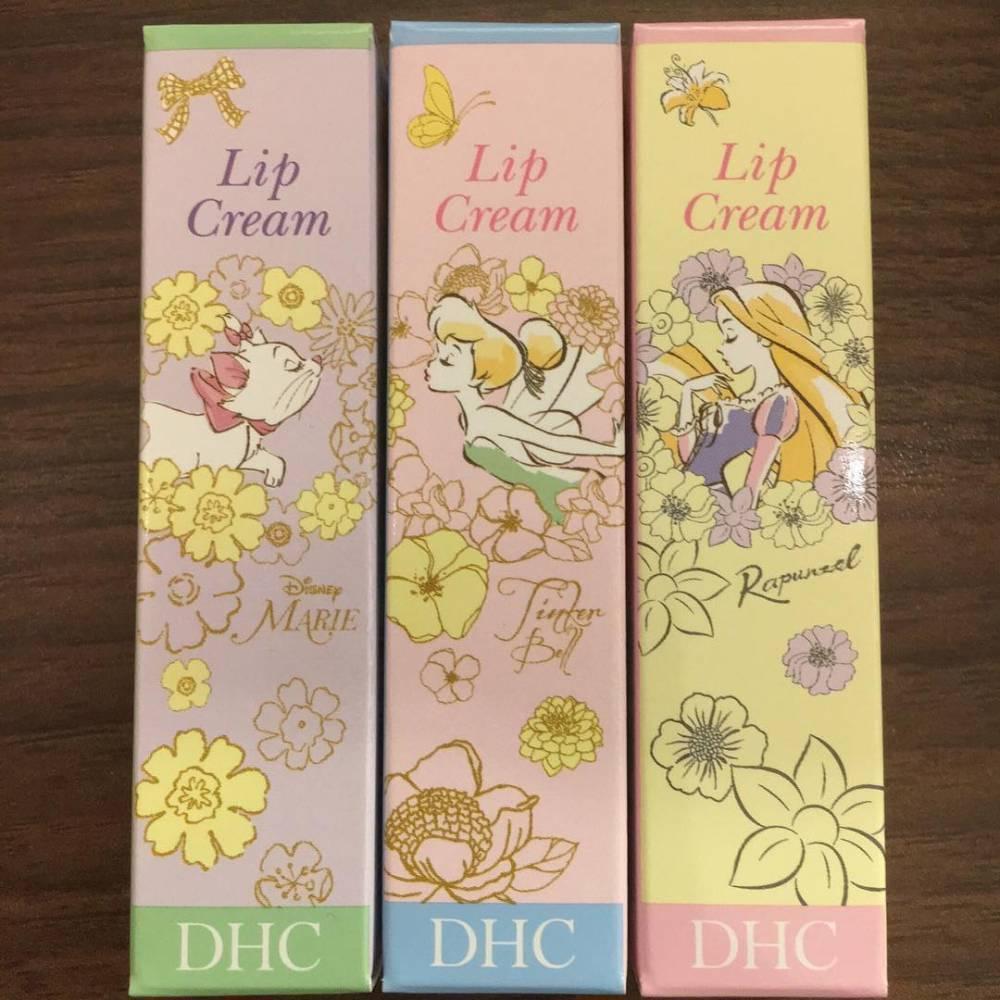 Lip
Cream
Disney
MARIE
DHC
Lip
Cream
Tinker
Bell
DHC
Lip
Cream
Rapunzel
DHC